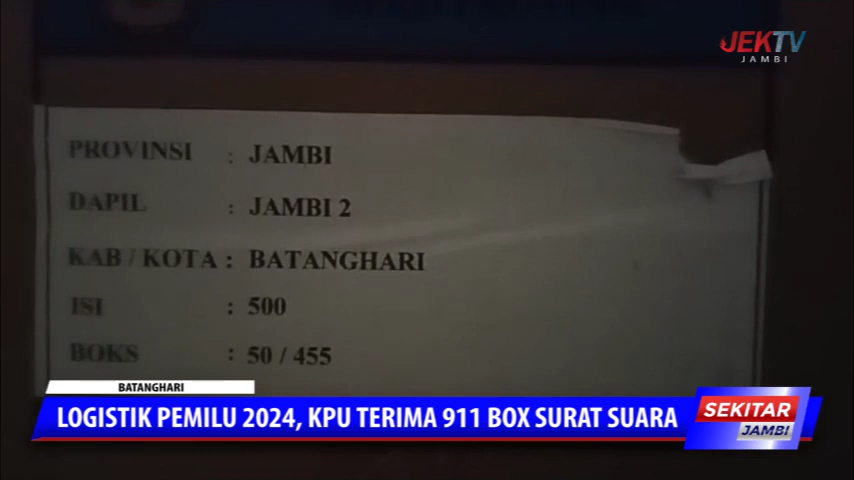 JEKTV
JAMBI
PROVINSI : JAMBI
DAPIL : JAMBI 2
KAB / KOTA : BATANGHARI
ISI : 500
BOKS : 50 / 455
BATANGHARI
LOGISTIK PEMILU 2024, KPU TERIMA 911 BOX SURAT SUARA
SEKITAR
JAMBI